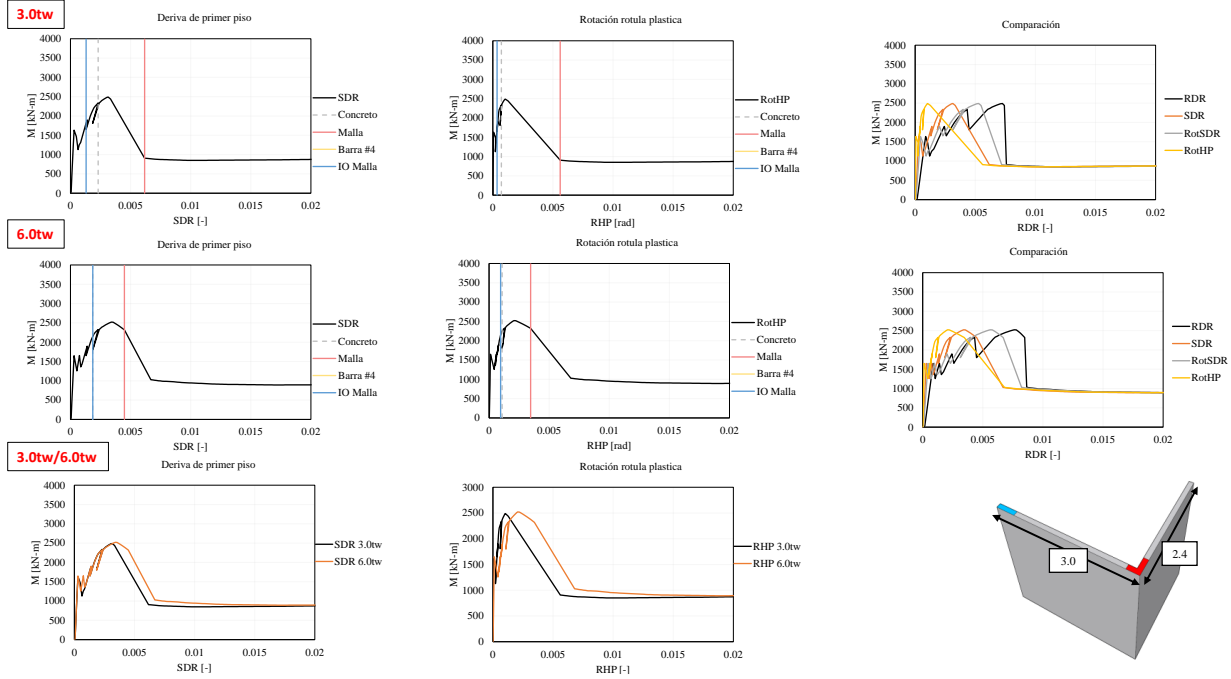 3.0tw
Deriva de primer piso
M [kN-m]
4000
3500
3000
2500
2000
1500
1000
500
0
0 0.005 0.01 0.015 0.02
SDR [-]
SDR
Concreto
Malla
Barra #4
IO Malla
Rotación rotula plastica
M [kN-m]
4000
3500
3000
2500
2000
1500
1000
500
0
0 0.005 0.01 0.015 0.02
RHP [rad]
RotHP
Concreto
Malla
Barra #4
IO Malla
Comparación
M [kN-m]
4000
3500
3000
2500
2000
1500
1000
500
0
0 0.005 0.01 0.015 0.02
RDR [-]
RDR
SDR
RotSDR
RotHP
6.0tw
Deriva de primer piso
M [kN-m]
4000
3500
3000
2500
2000
1500
1000
500
0
0 0.005 0.01 0.015 0.02
SDR [-]
SDR
Concreto
Malla
Barra #4
IO Malla
Rotación rotula plastica
M [kN-m]
4000
3500
3000
2500
2000
1500
1000
500
0
0 0.005 0.01 0.015 0.02
RHP [rad]
RotHP
Concreto
Malla
Barra #4
IO Malla
Comparación
M [kN-m]
4000
3500
3000
2500
2000
1500
1000
500
0
0 0.005 0.01 0.015 0.02
RDR [-]
RDR
SDR
RotSDR
RotHP
3.0tw/6.0tw
Deriva de primer piso
M [kN-m]
4000
3500
3000
2500
2000
1500
1000
500
0
0 0.005 0.01 0.015 0.02
SDR [-]
SDR 3.0tw
SDR 6.0tw
Rotación rotula plastica
M [kN-m]
3000
2500
2000
1500
1000
500
0
0 0.005 0.01 0.015 0.02
RHP [-]
RHP 3.0tw
RHP 6.0tw
3.0
2.4